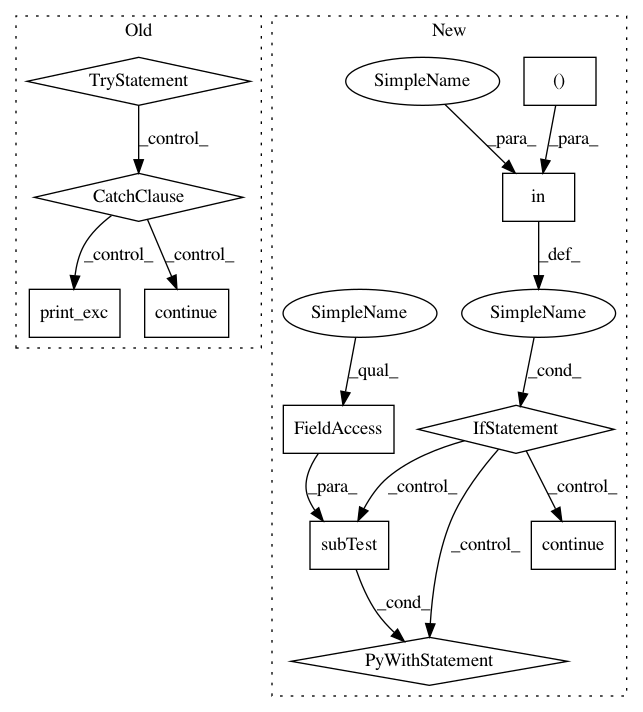 Old
New
TryStatement
SimpleName
()
_control_
_para_
_para_
CatchClause
in
_control_
_control_
_def_
print_exc
continue
SimpleName
SimpleName
_qual_
_cond_
FieldAccess
IfStatement
_para_
_control_
_control_
_control_
subTest
continue
_cond_
PyWithStatement